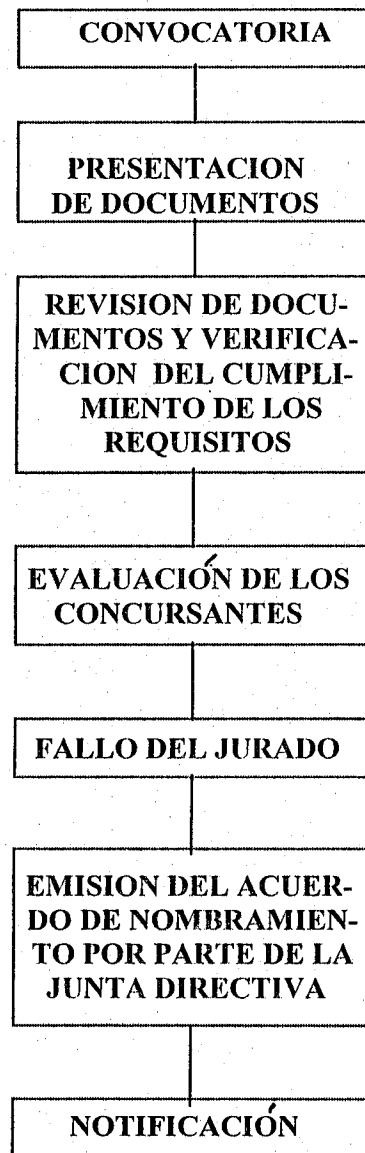 CONVOCATORIA
PRESENTACION
DE DOCUMENTOS
REVISION DE DOCU-
MENTOS Y VERIFICA-
CION DEL CUMPLI-
MIENTO DE LOS
REQUISITOS
EVALUACIÓN DE LOS
CONCURSANTES
FALLO DEL JURADO
EMISION DEL ACUER-
DO DE NOMBRAMIEN-
TO POR PARTE DE LA
JUNTA DIRECTIVA
NOTIFICACIÓN